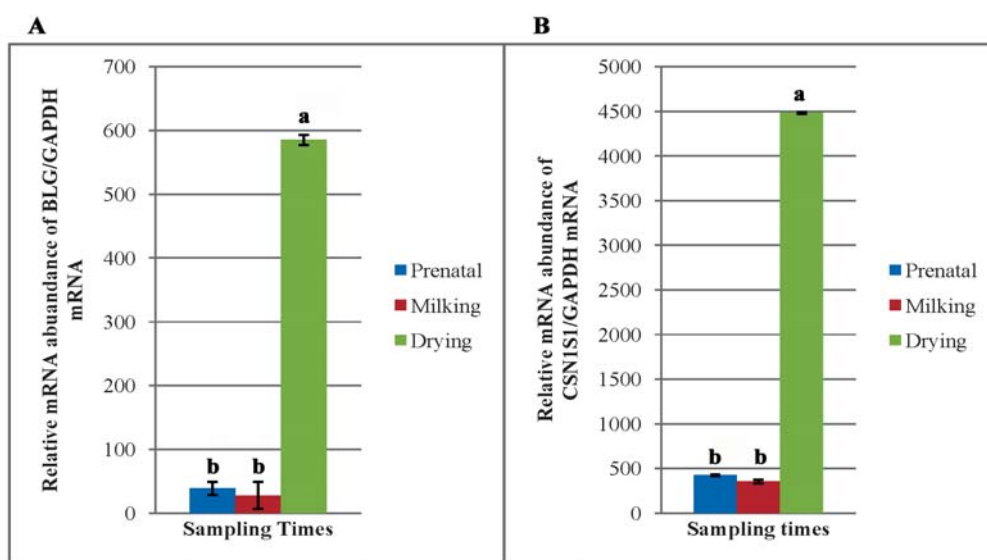 A
Relative mRNA abuandance of BLG/GAPDH
mRNA
700
600
500
400
300
200
100
0
a
b
b
Sampling Times
Prenatal
Milking
Drying
B
Relative mRNA abundance of
CSN1S1/GAPDH mRNA
5000
4500
4000
3500
3000
2500
2000
1500
1000
500
0
a
b
b
Sampling times
Prenatal
Milking
Drying